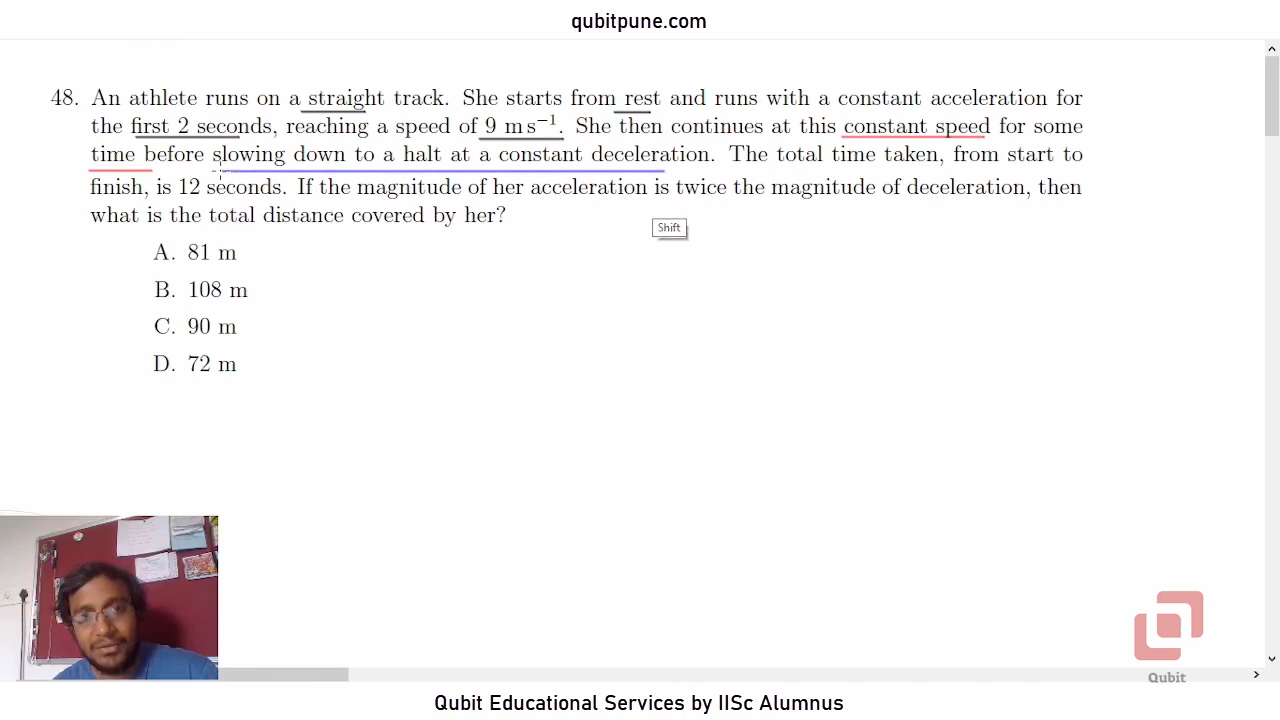 qubitpune.com
48. An athlete runs on a straight track. She starts from rest and runs with a constant acceleration for
the first 2 seconds, reaching a speed of 9 m s⁻¹. She then continues at this constant speed for some
time before slowing down to a halt at a constant deceleration. The total time taken, from start to
finish, is 12 seconds. If the magnitude of her acceleration is twice the magnitude of deceleration, then
what is the total distance covered by her?
Shift
A. 81 m
B. 108 m
C. 90 m
D. 72 m
Qubit
Qubit Educational Services by IISc Alumnus